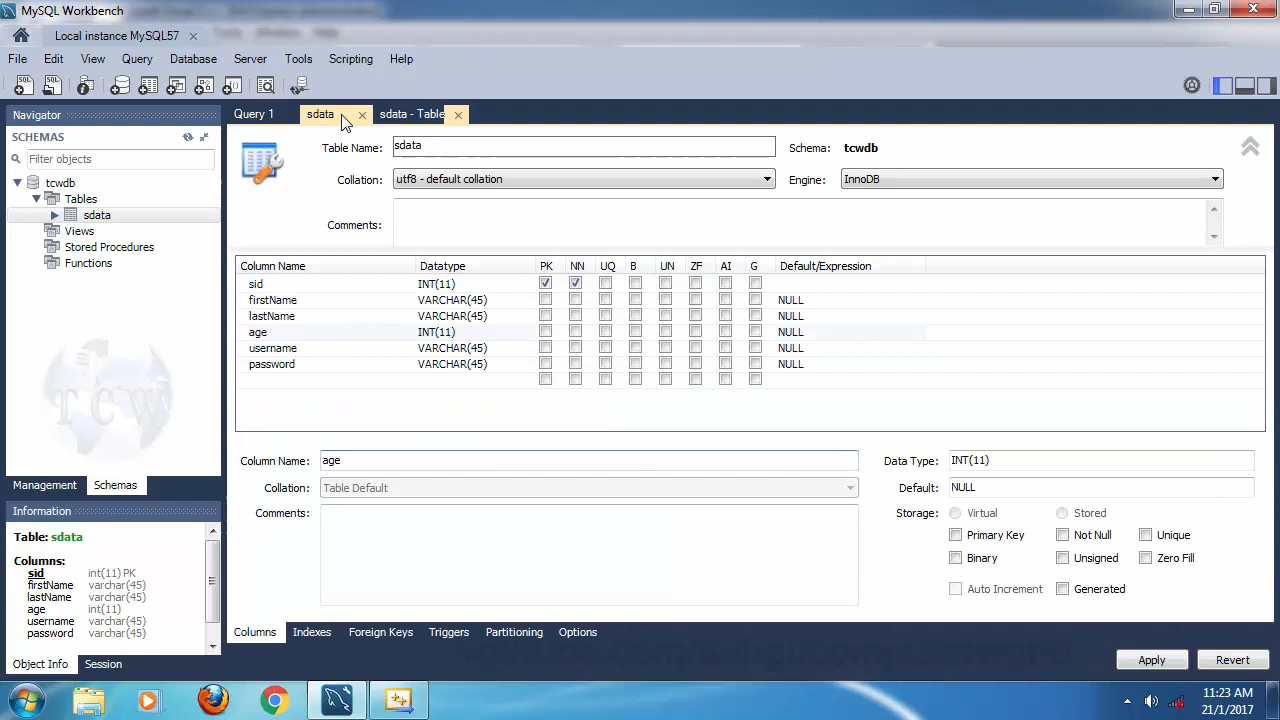 MySQL Workbench
Local instance MySQL57
File Edit View Query Database Server Tools Scripting Help
Navigator
SCHEMAS
Filter objects
tcwdb
Tables
sdata
Views
Stored Procedures
Functions
TCW
Management Schemas
Information
Table: sdata
Columns:
sid int(11) PK
firstName varchar(45)
lastName varchar(45)
age int(11)
username varchar(45)
password varchar(45)
Object Info Session
Query 1 sdata sdata - Table
Table Name: sdata Schema: tcwdb
Collation: utf8 - default collation Engine: InnoDB
Comments:
Column Name Datatype PK NN UQ B UN ZF AI G Default/Expression
sid INT(11)
firstName VARCHAR(45) NULL
lastName VARCHAR(45) NULL
age INT(11) NULL
username VARCHAR(45) NULL
password VARCHAR(45) NULL
Column Name: age Data Type: INT(11)
Collation: Table Default Default: NULL
Comments: Storage: Virtual Stored
Primary Key Not Null Unique
Binary Unsigned Zero Fill
Auto Increment Generated
Columns Indexes Foreign Keys Triggers Partitioning Options
Apply Revert
11:23 AM
21/1/2017